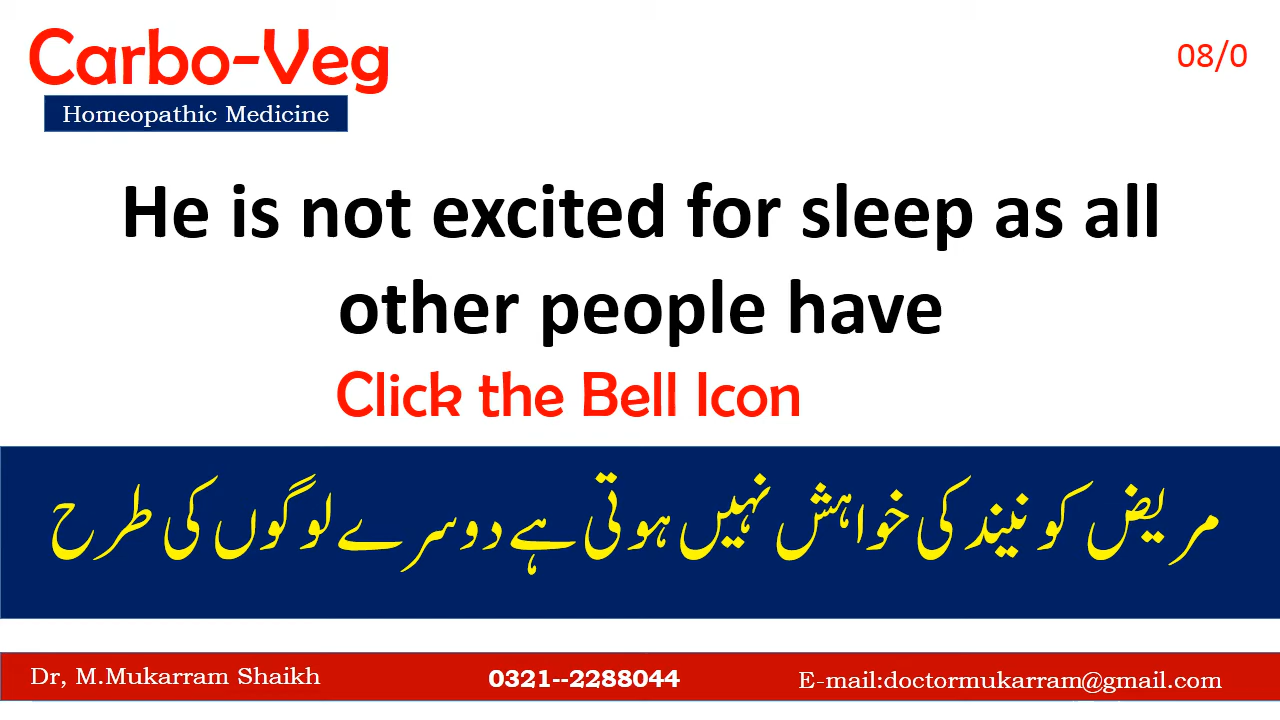 Carbo-Veg
08/0
Homeopathic Medicine
He is not excited for sleep as all
other people have
Click the Bell Icon
مریض کو نیند کی خواہش نہیں ہوتی ہے دوسرے لوگوں کی طرح
Dr, M.Mukarram Shaikh
0321--2288044
E-mail:doctormukarram@gmail.com